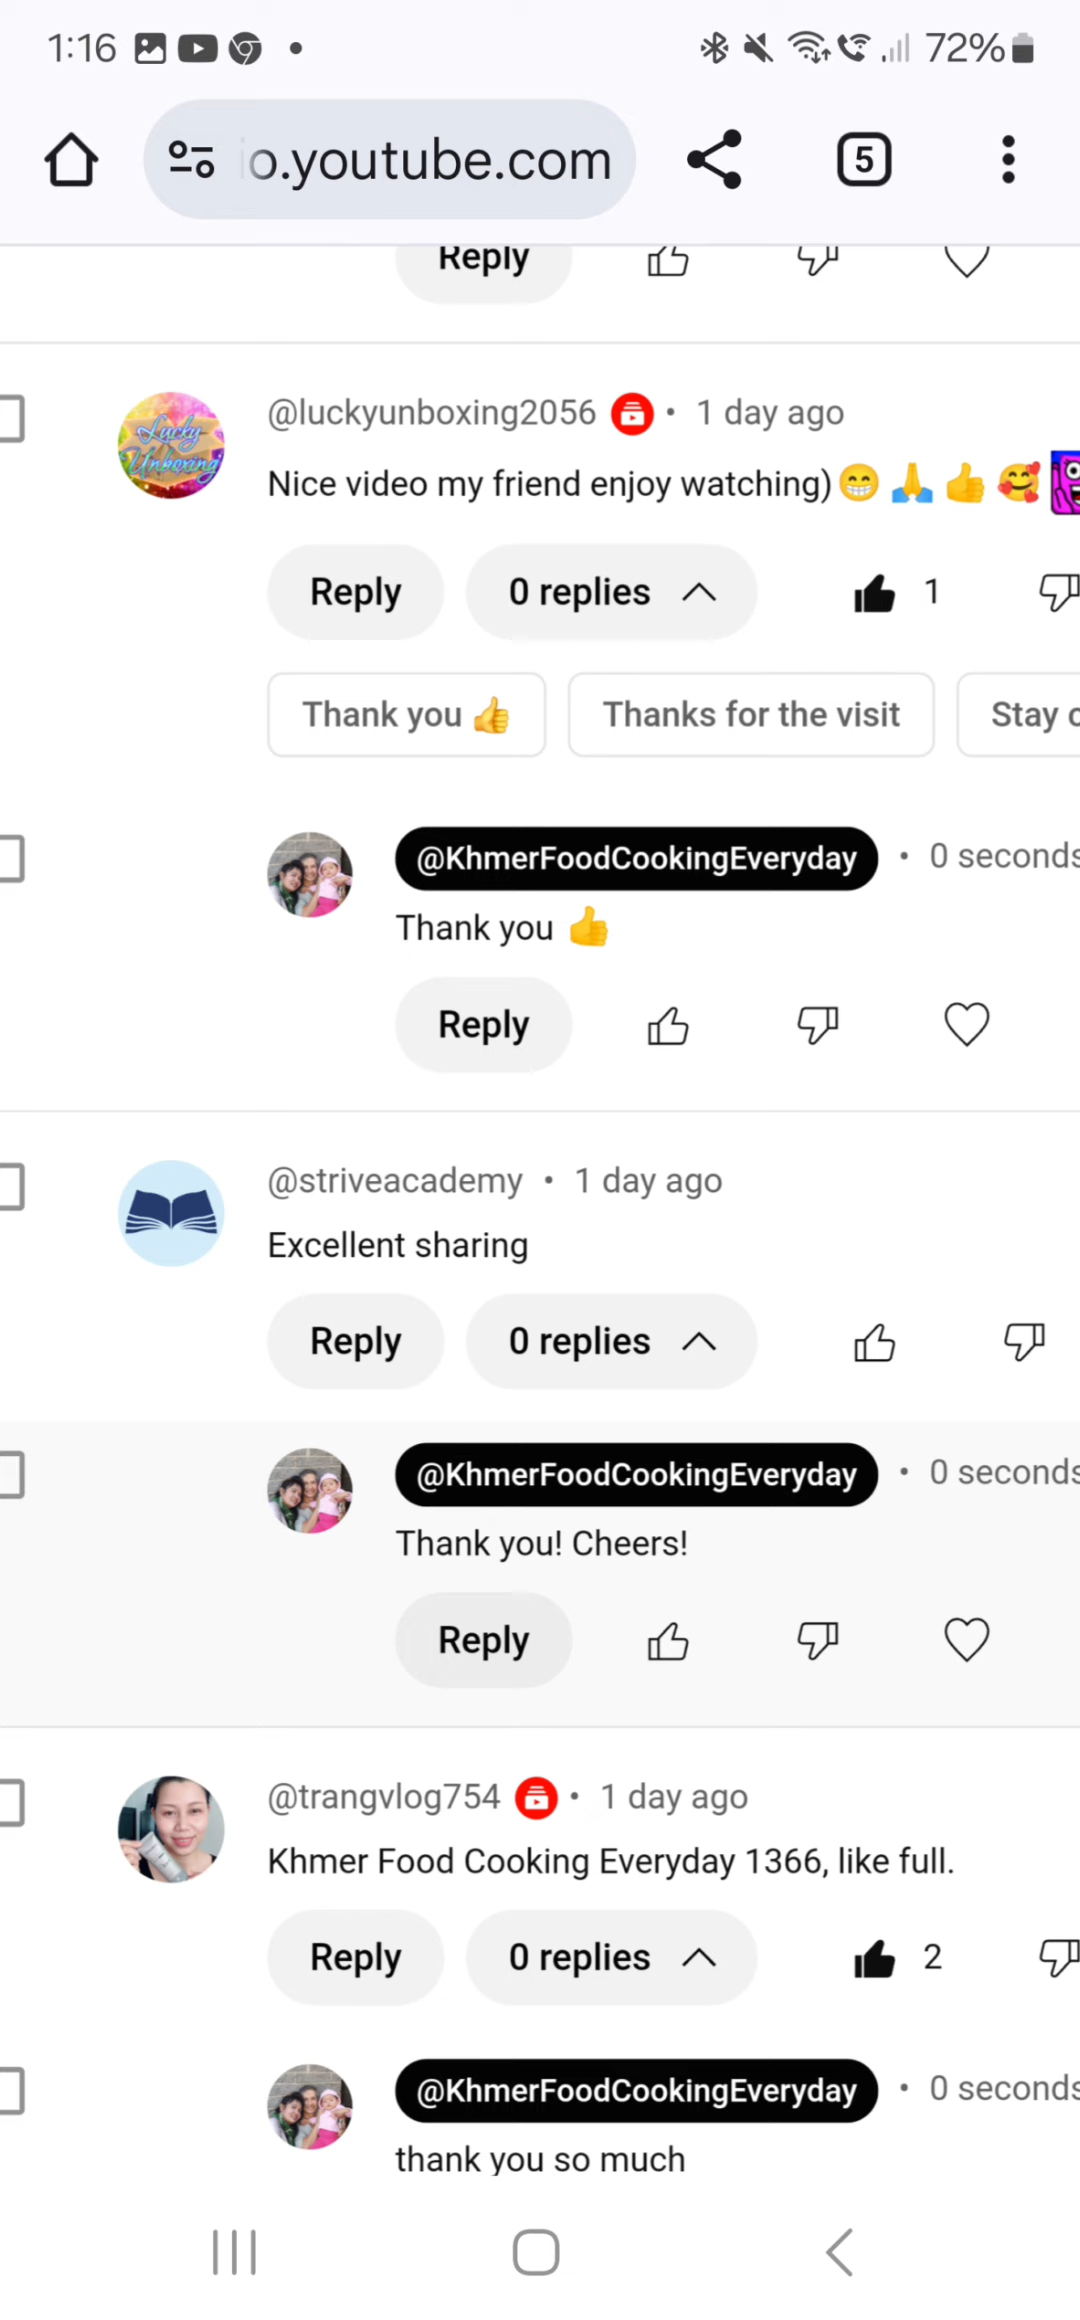 1:16
72%
o.youtube.com
5
Reply
@luckyunboxing2056 • 1 day ago
Lucky
Unboxing
Nice video my friend enjoy watching)😁🙏👍🥰
Reply
0 replies
1
Thank you 👍
Thanks for the visit
Stay
@KhmerFoodCookingEveryday • 0 seconds
Thank you 👍
Reply
@striveacademy • 1 day ago
Excellent sharing
Reply
0 replies
@KhmerFoodCookingEveryday • 0 seconds
Thank you! Cheers!
Reply
@trangvlog754 • 1 day ago
Khmer Food Cooking Everyday 1366, like full.
Reply
0 replies
2
@KhmerFoodCookingEveryday • 0 seconds
thank you so much